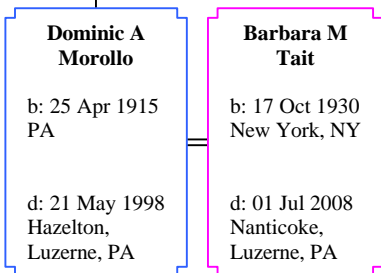 Dominic A
Morollo
b: 25 Apr 1915
PA
d: 21 May 1998
Hazelton,
Luzerne, PA
Barbara M
Tait
b: 17 Oct 1930
New York, NY
d: 01 Jul 2008
Nanticoke,
Luzerne, PA